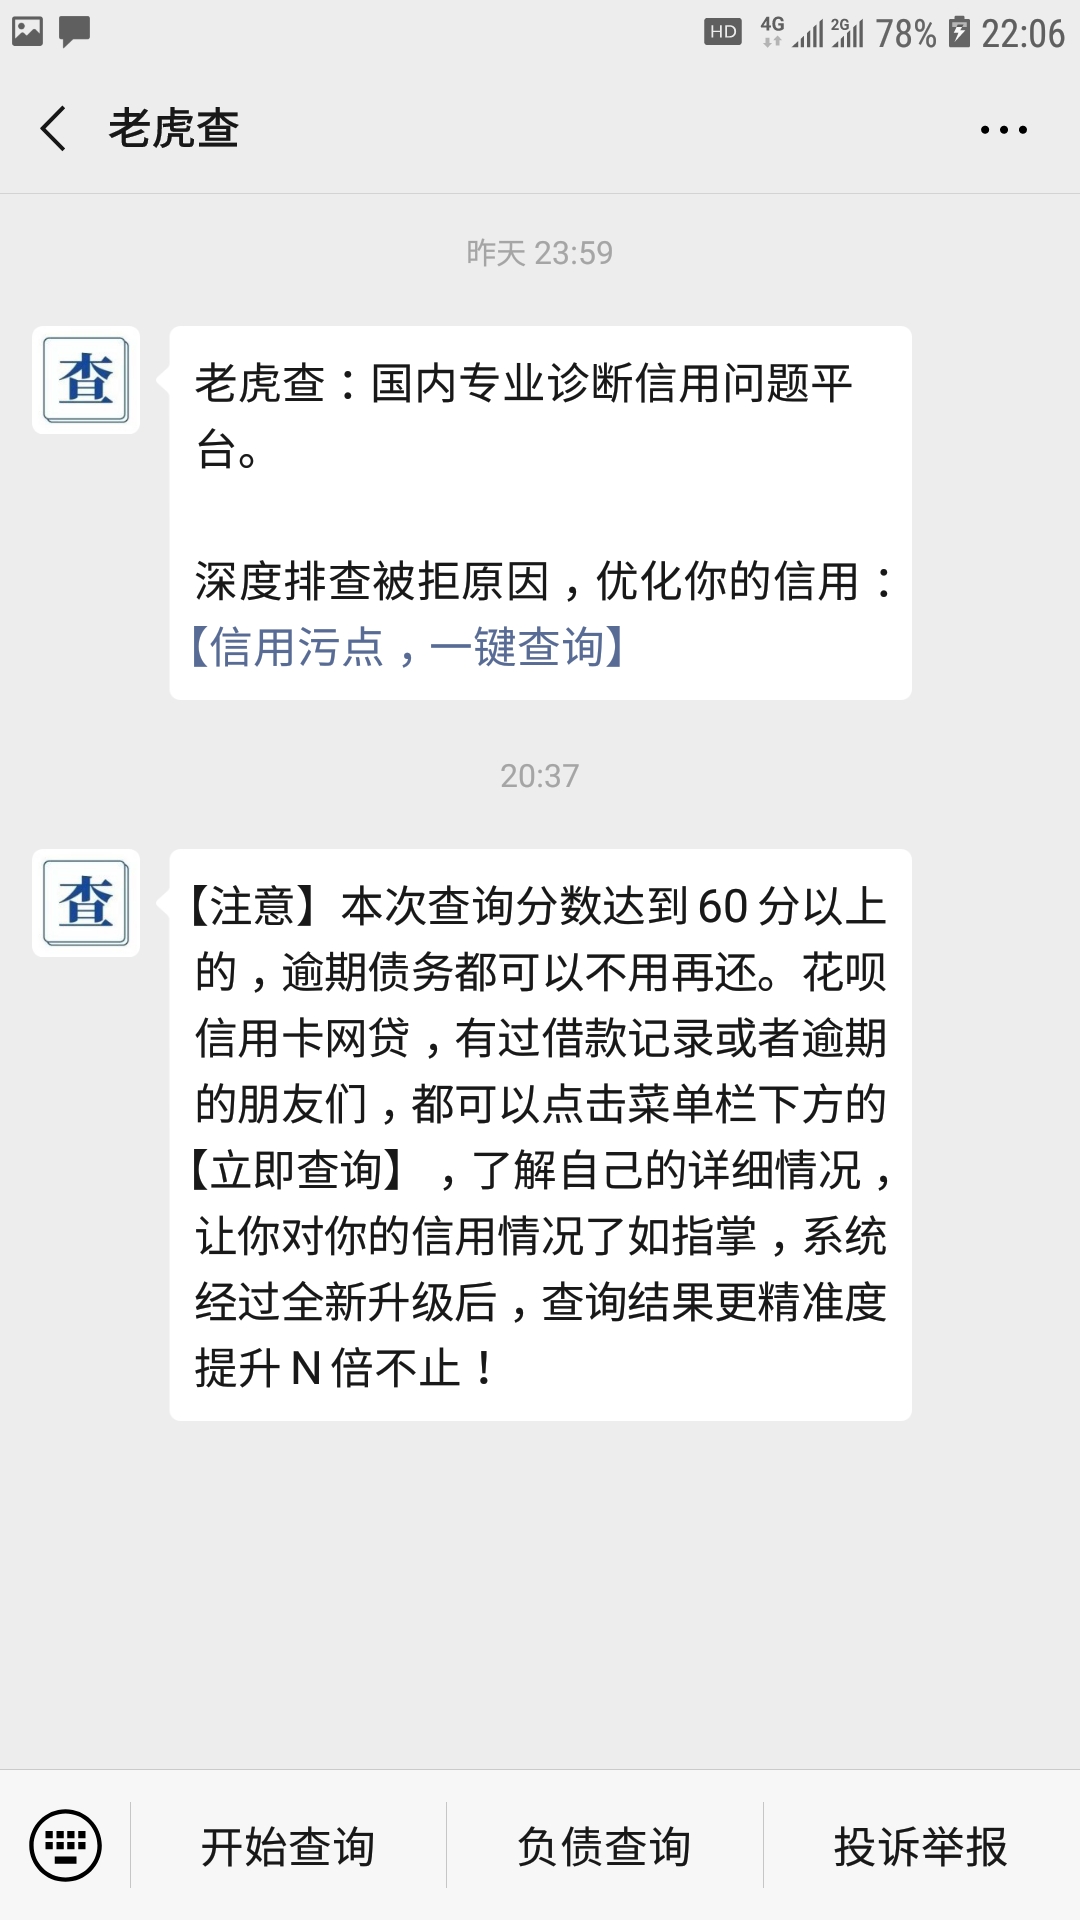 HD 4G 2G 78% 22:06
老虎查
昨天 23:59
查
老虎查：国内专业诊断信用问题平
台。
深度排查被拒原因，优化你的信用：
【信用污点，一键查询】
20:37
查
【注意】本次查询分数达到60分以上
的，逾期债务都可以不用再还。花呗
信用卡网贷，有过借款记录或者逾期
的朋友们，都可以点击菜单栏下方的
【立即查询】，了解自己的详细情况，
让你对你的信用情况了如指掌，系统
经过全新升级后，查询结果更精准度
提升N倍不止！
开始查询 负债查询 投诉举报